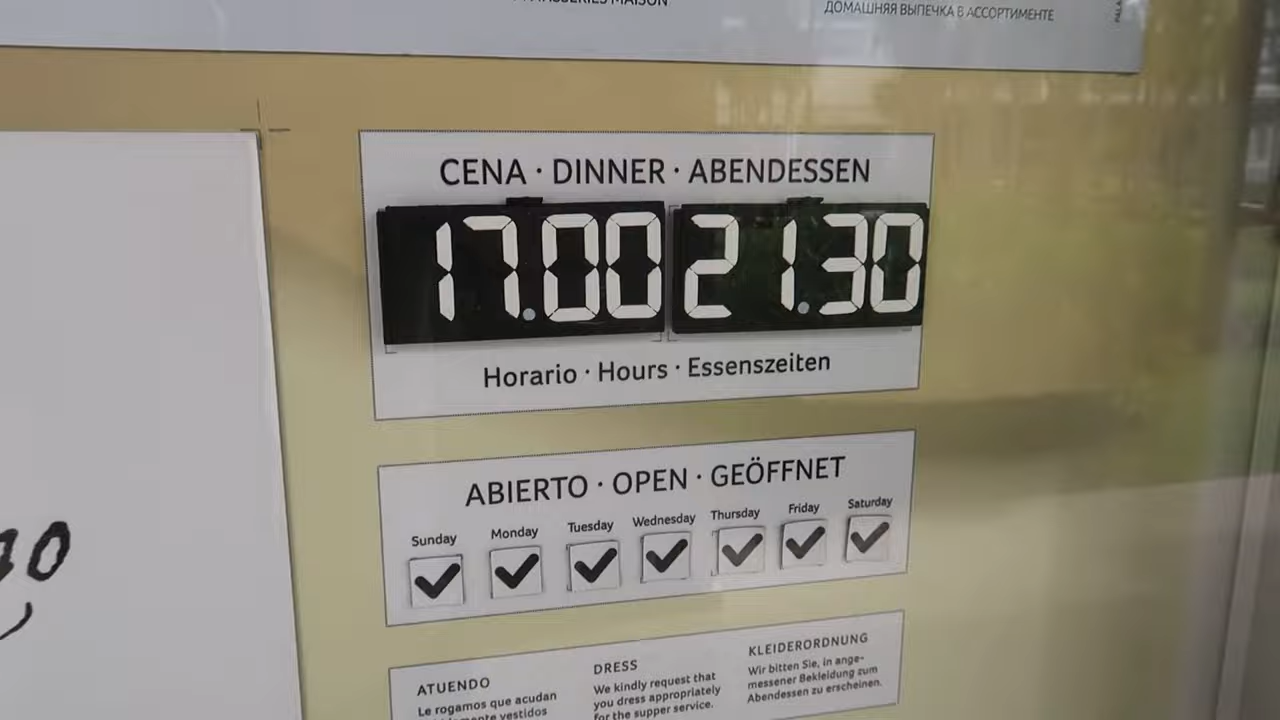 MAISON
ДОМАШНЯЯ ВЫПЕЧКА В АССОРТИМЕНТЕ
CENA · DINNER · ABENDESSEN
17.00 21.30
Horario · Hours · Essenszeiten
ABIERTO · OPEN · GEÖFFNET
Sunday Monday Tuesday Wednesday Thursday Friday Saturday
ATUENDO
Le rogamos que acudan
vestidos
DRESS
We kindly request that
you dress appropriately
for the supper service.
KLEIDERORDNUNG
Wir bitten Sie, in ange-
messener Bekleidung zum
Abendessen zu erscheinen.